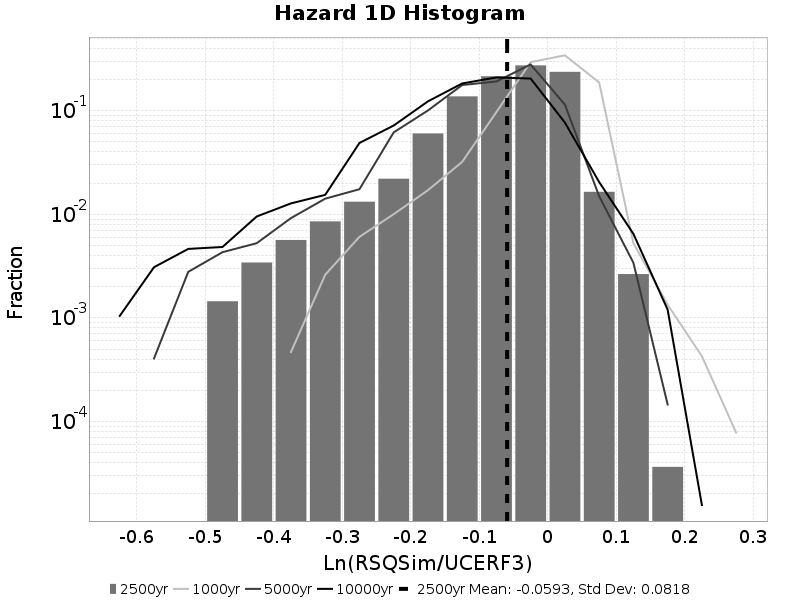 Hazard 1D Histogram
Fraction
10^-1
10^-2
10^-3
10^-4
-0.6 -0.5 -0.4 -0.3 -0.2 -0.1 0 0.1 0.2 0.3
Ln(RSQSim/UCERF3)
2500yr 1000yr 5000yr 10000yr 2500yr Mean: -0.0593, Std Dev: 0.0818